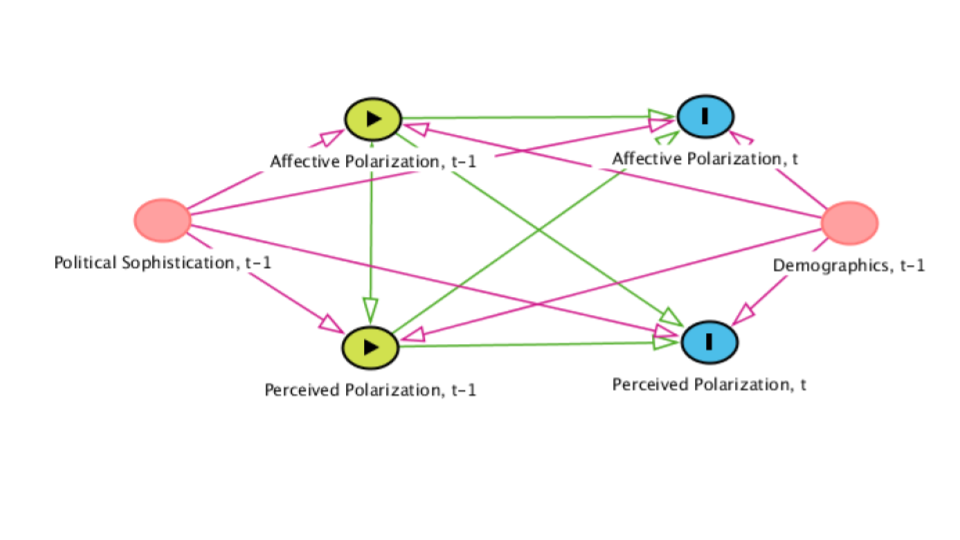 Affective Polarization, t-1
Affective Polarization, t
Political Sophistication, t-1
Demographics, t-1
Perceived Polarization, t-1
Perceived Polarization, t